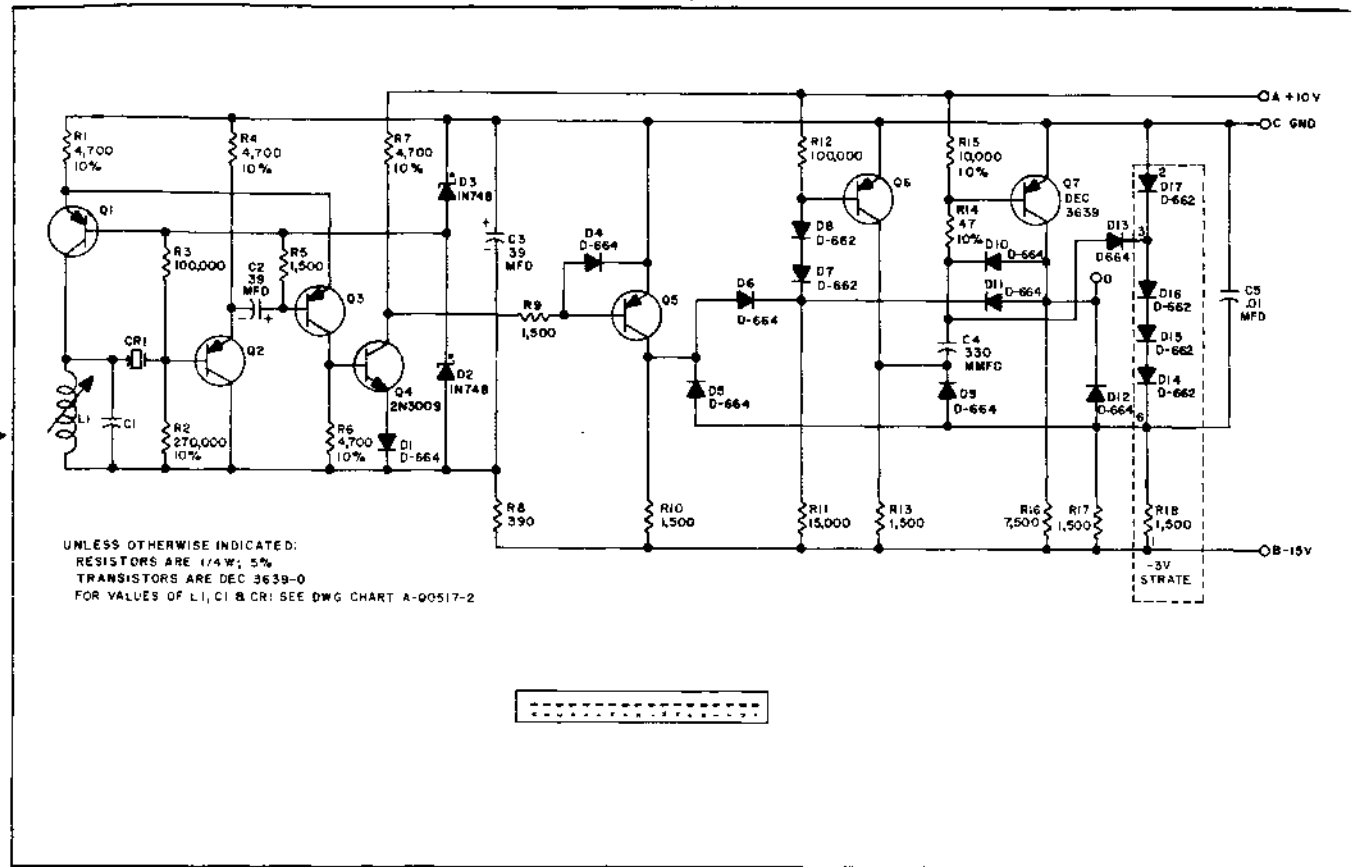 A +10V
C GND
R1
4,700
10%
R4
4,700
10%
R7
4,700
10%
R12
100,000
R15
10,000
10%
2
D17
D-662
D3
IN748
Q1
Q6
Q7
DEC
3639
R14
47
10%
D13
D664
3
R3
100,000
R5
1,500
C2
39
MFD
+
+
C3
39
MFD
D4
D-664
D8
D-662
D10
D-664
D7
D-662
D11
D-664
D6
D-664
D16
D-662
C5
.01
MFD
Q3
Q5
R9
1,500
CR1
Q2
D15
D-662
C4
330
MMFD
D2
IN748
Q4
2N3009
D5
D-664
D9
D-664
D12
D-664
D14
D-662
6
L1
C1
R2
270,000
10%
R6
4,700
10%
D1
D-664
R8
390
R10
1,500
R11
15,000
R13
1,500
R16
7,500
R17
1,500
R18
1,500
1
B-15V
-3V
STRATE
UNLESS OTHERWISE INDICATED:
RESISTORS ARE 1/4W; 5%
TRANSISTORS ARE DEC 3639-0
FOR VALUES OF L1, C1 & CR1 SEE DWG CHART A-00517-2